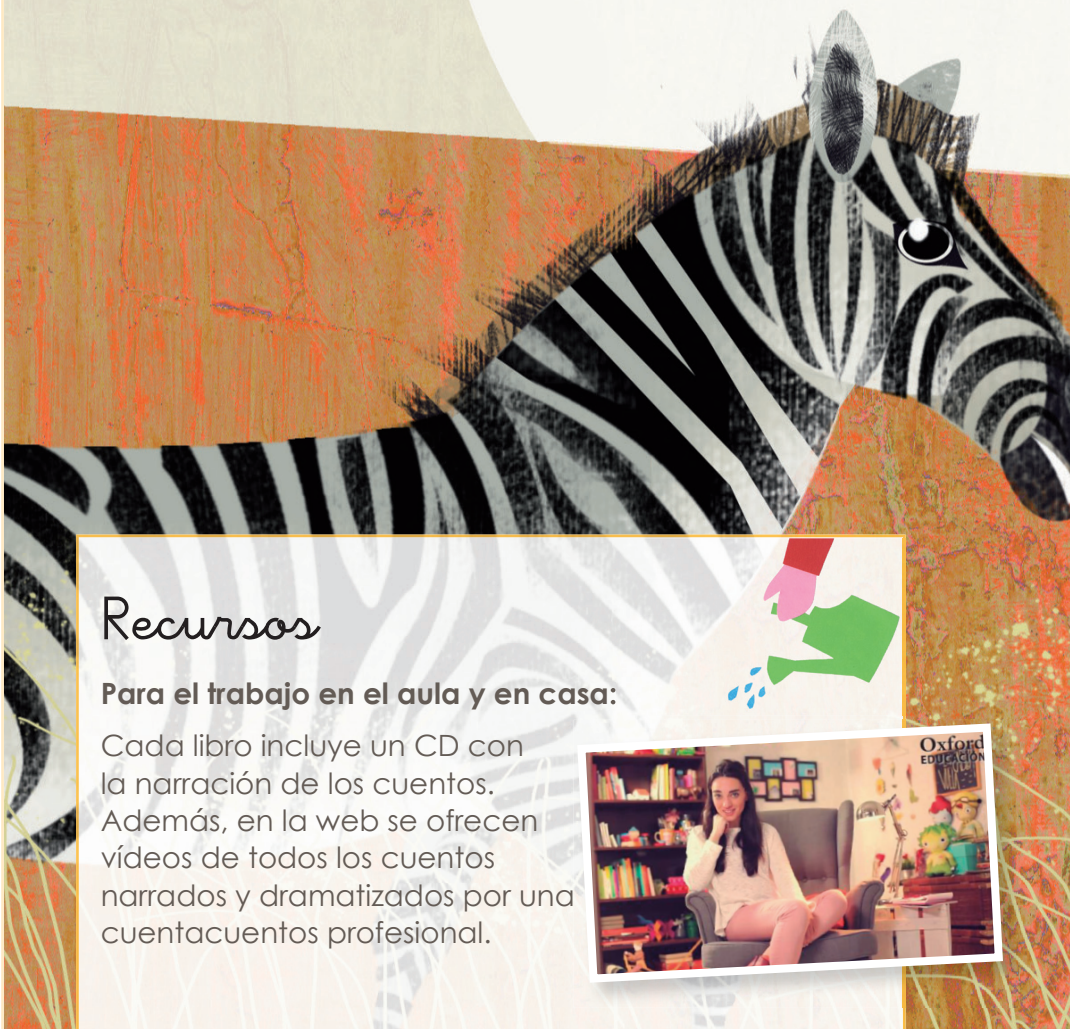 Recursos
Para el trabajo en el aula y en casa:
Cada libro incluye un CD con
la narración de los cuentos.
Además, en la web se ofrecen
vídeos de todos los cuentos
narrados y dramatizados por una
cuentacuentos profesional.
Oxford
EDUCACIÓN